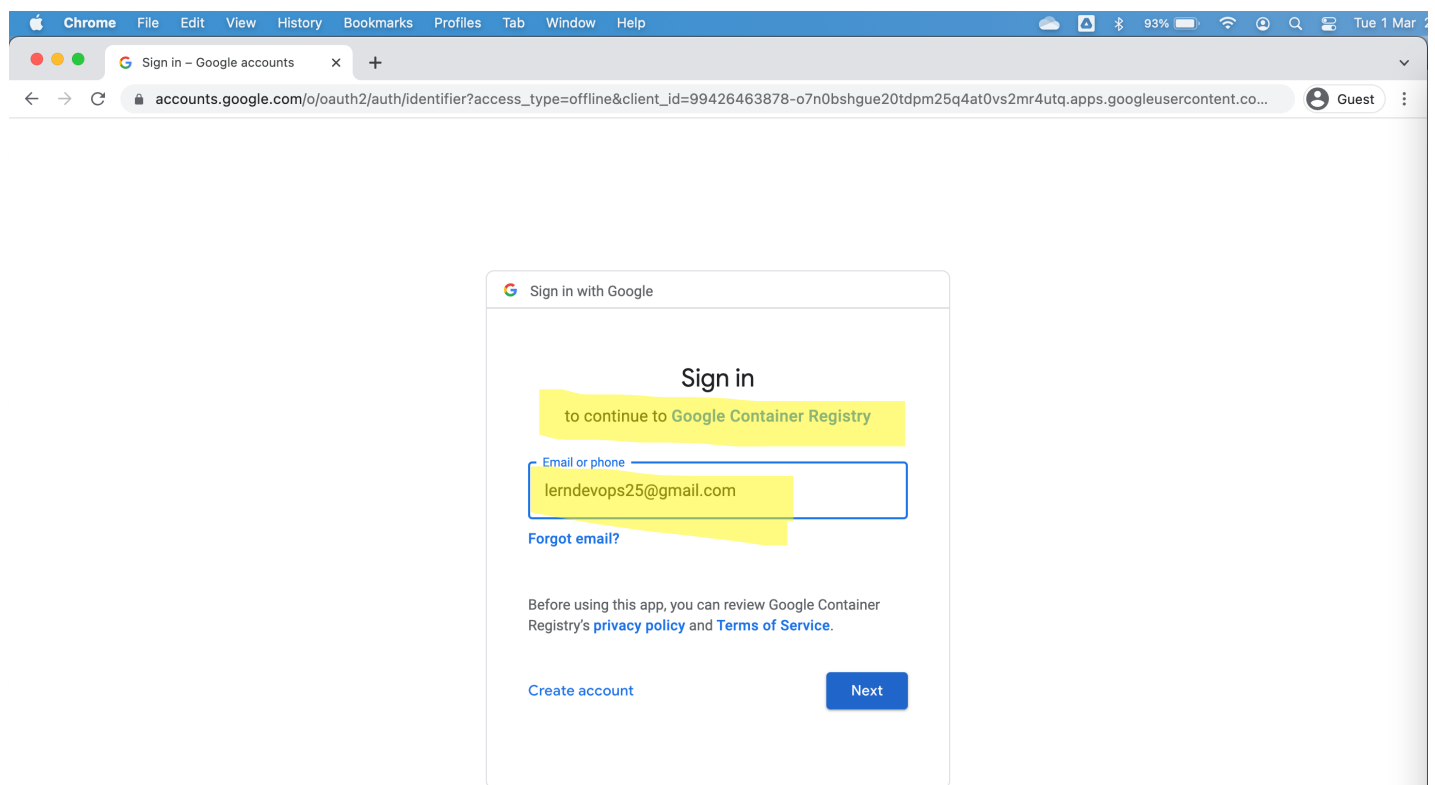 Chrome File Edit View History Bookmarks Profiles Tab Window Help 93% Tue 1 Mar
Sign in – Google accounts
accounts.google.com/o/oauth2/auth/identifier?access_type=offline&client_id=99426463878-o7n0bshgue20tdpm25q4at0vs2mr4utq.apps.googleusercontent.co... Guest
Sign in with Google
Sign in
to continue to Google Container Registry
Email or phone
lerndevops25@gmail.com
Forgot email?
Before using this app, you can review Google Container
Registry's privacy policy and Terms of Service.
Create account Next